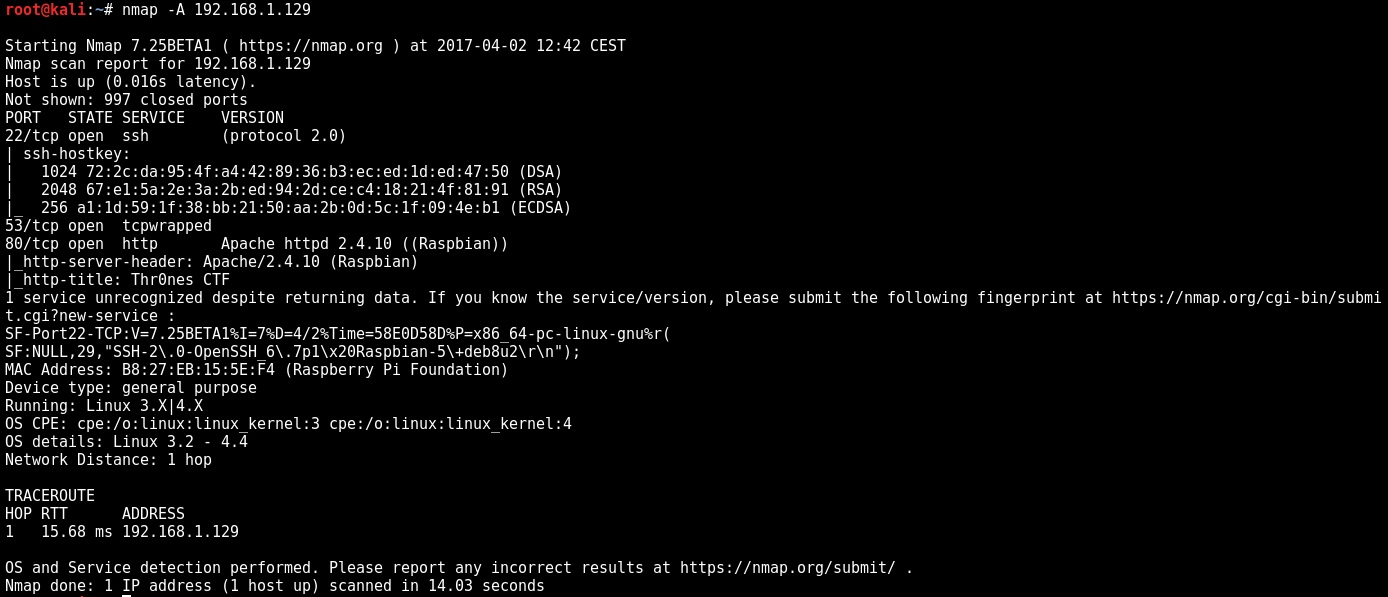 root@kali:~# nmap -A 192.168.1.129
Starting Nmap 7.25BETA1 ( https://nmap.org ) at 2017-04-02 12:42 CEST
Nmap scan report for 192.168.1.129
Host is up (0.016s latency).
Not shown: 997 closed ports
PORT   STATE SERVICE    VERSION
22/tcp open  ssh        (protocol 2.0)
| ssh-hostkey:
|   1024 72:2c:da:95:4f:a4:42:89:36:b3:ec:ed:1d:ed:47:50 (DSA)
|   2048 67:e1:5a:2e:3a:2b:ed:94:2d:ce:c4:18:21:4f:81:91 (RSA)
|_  256 a1:1d:59:1f:38:bb:21:50:aa:2b:0d:5c:1f:09:4e:b1 (ECDSA)
53/tcp open  tcpwrapped
80/tcp open  http       Apache httpd 2.4.10 ((Raspbian))
|_http-server-header: Apache/2.4.10 (Raspbian)
|_http-title: Thr0nes CTF
1 service unrecognized despite returning data. If you know the service/version, please submit the following fingerprint at https://nmap.org/cgi-bin/submi
t.cgi?new-service :
SF-Port22-TCP:V=7.25BETA1%I=7%D=4/2%Time=58E0D58D%P=x86_64-pc-linux-gnu%r(
SF:NULL,29,"SSH-2\.0-OpenSSH_6\.7p1\x20Raspbian-5\+deb8u2\r\n");
MAC Address: B8:27:EB:15:5E:F4 (Raspberry Pi Foundation)
Device type: general purpose
Running: Linux 3.X|4.X
OS CPE: cpe:/o:linux:linux_kernel:3 cpe:/o:linux:linux_kernel:4
OS details: Linux 3.2 - 4.4
Network Distance: 1 hop
TRACEROUTE
HOP RTT      ADDRESS
1   15.68 ms 192.168.1.129
OS and Service detection performed. Please report any incorrect results at https://nmap.org/submit/ .
Nmap done: 1 IP address (1 host up) scanned in 14.03 seconds